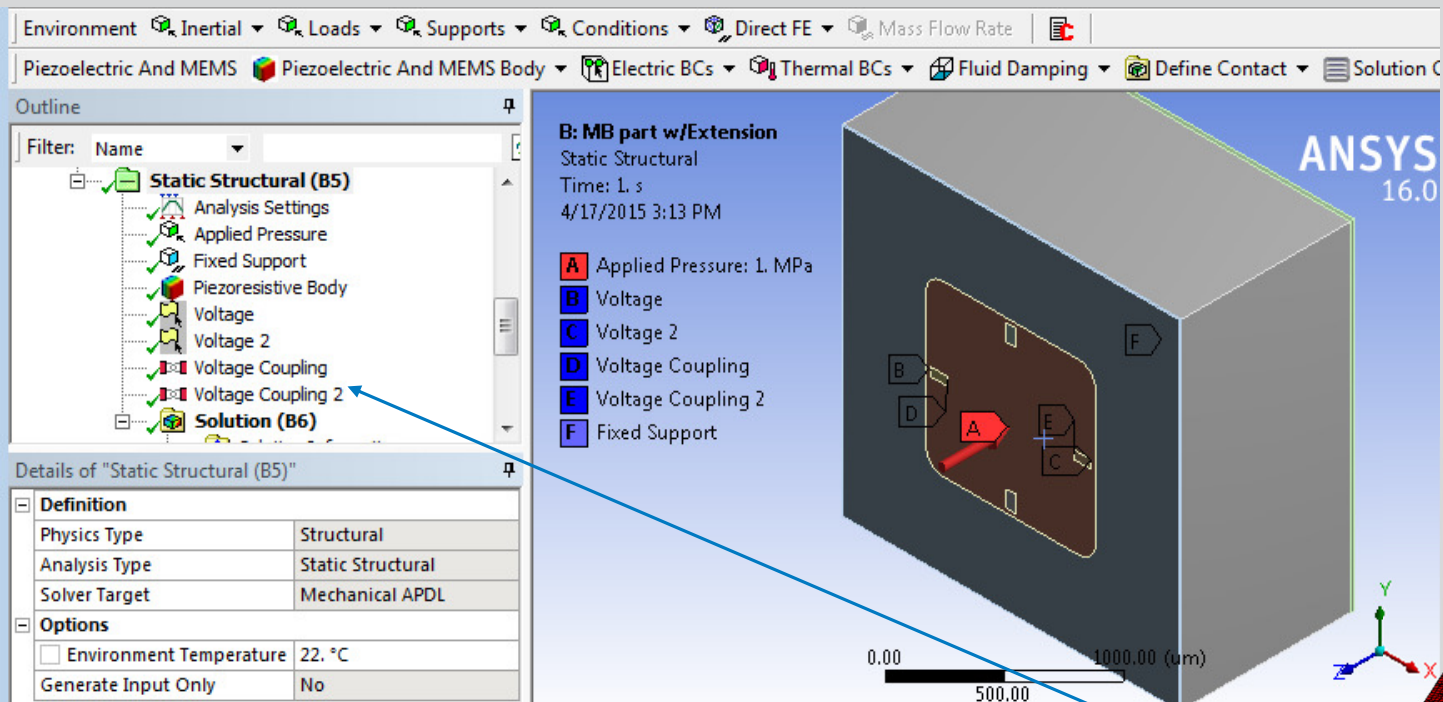 Environment Inertial Loads Supports Conditions Direct FE Mass Flow Rate
Piezoelectric And MEMS Piezoelectric And MEMS Body Electric BCs Thermal BCs Fluid Damping Define Contact Solution
Outline
Filter: Name
Static Structural (B5)
Analysis Settings
Applied Pressure
Fixed Support
Piezoresistive Body
Voltage
Voltage 2
Voltage Coupling
Voltage Coupling 2
Solution (B6)
Details of "Static Structural (B5)"
Definition
Physics Type Structural
Analysis Type Static Structural
Solver Target Mechanical APDL
Options
Environment Temperature 22. °C
Generate Input Only No
B: MB part w/Extension
Static Structural
Time: 1. s
4/17/2015 3:13 PM
A Applied Pressure: 1. MPa
B Voltage
C Voltage 2
D Voltage Coupling
E Voltage Coupling 2
F Fixed Support
ANSYS
16.0
F
B
D
A
E
C
0.00 1000.00 (um)
500.00
Y
Z
X